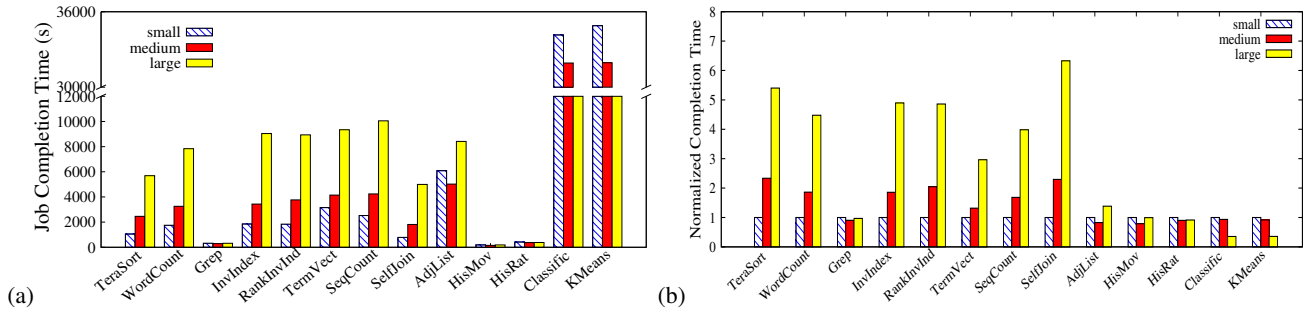 (a)
Job Completion Time (s)
36000
30000
12000
10000
8000
6000
4000
2000
0
small
medium
large
TeraSort
WordCount
Grep
InvIndex
RankInvInd
TermVect
SeqCount
SelfJoin
AdjList
HisMov
HisRat
Classific
KMeans
(b)
Normalized Completion Time
8
7
6
5
4
3
2
1
0
small
medium
large
TeraSort
WordCount
Grep
InvIndex
RankInvInd
TermVect
SeqCount
SelfJoin
AdjList
HisMov
HisRat
Classific
KMeans